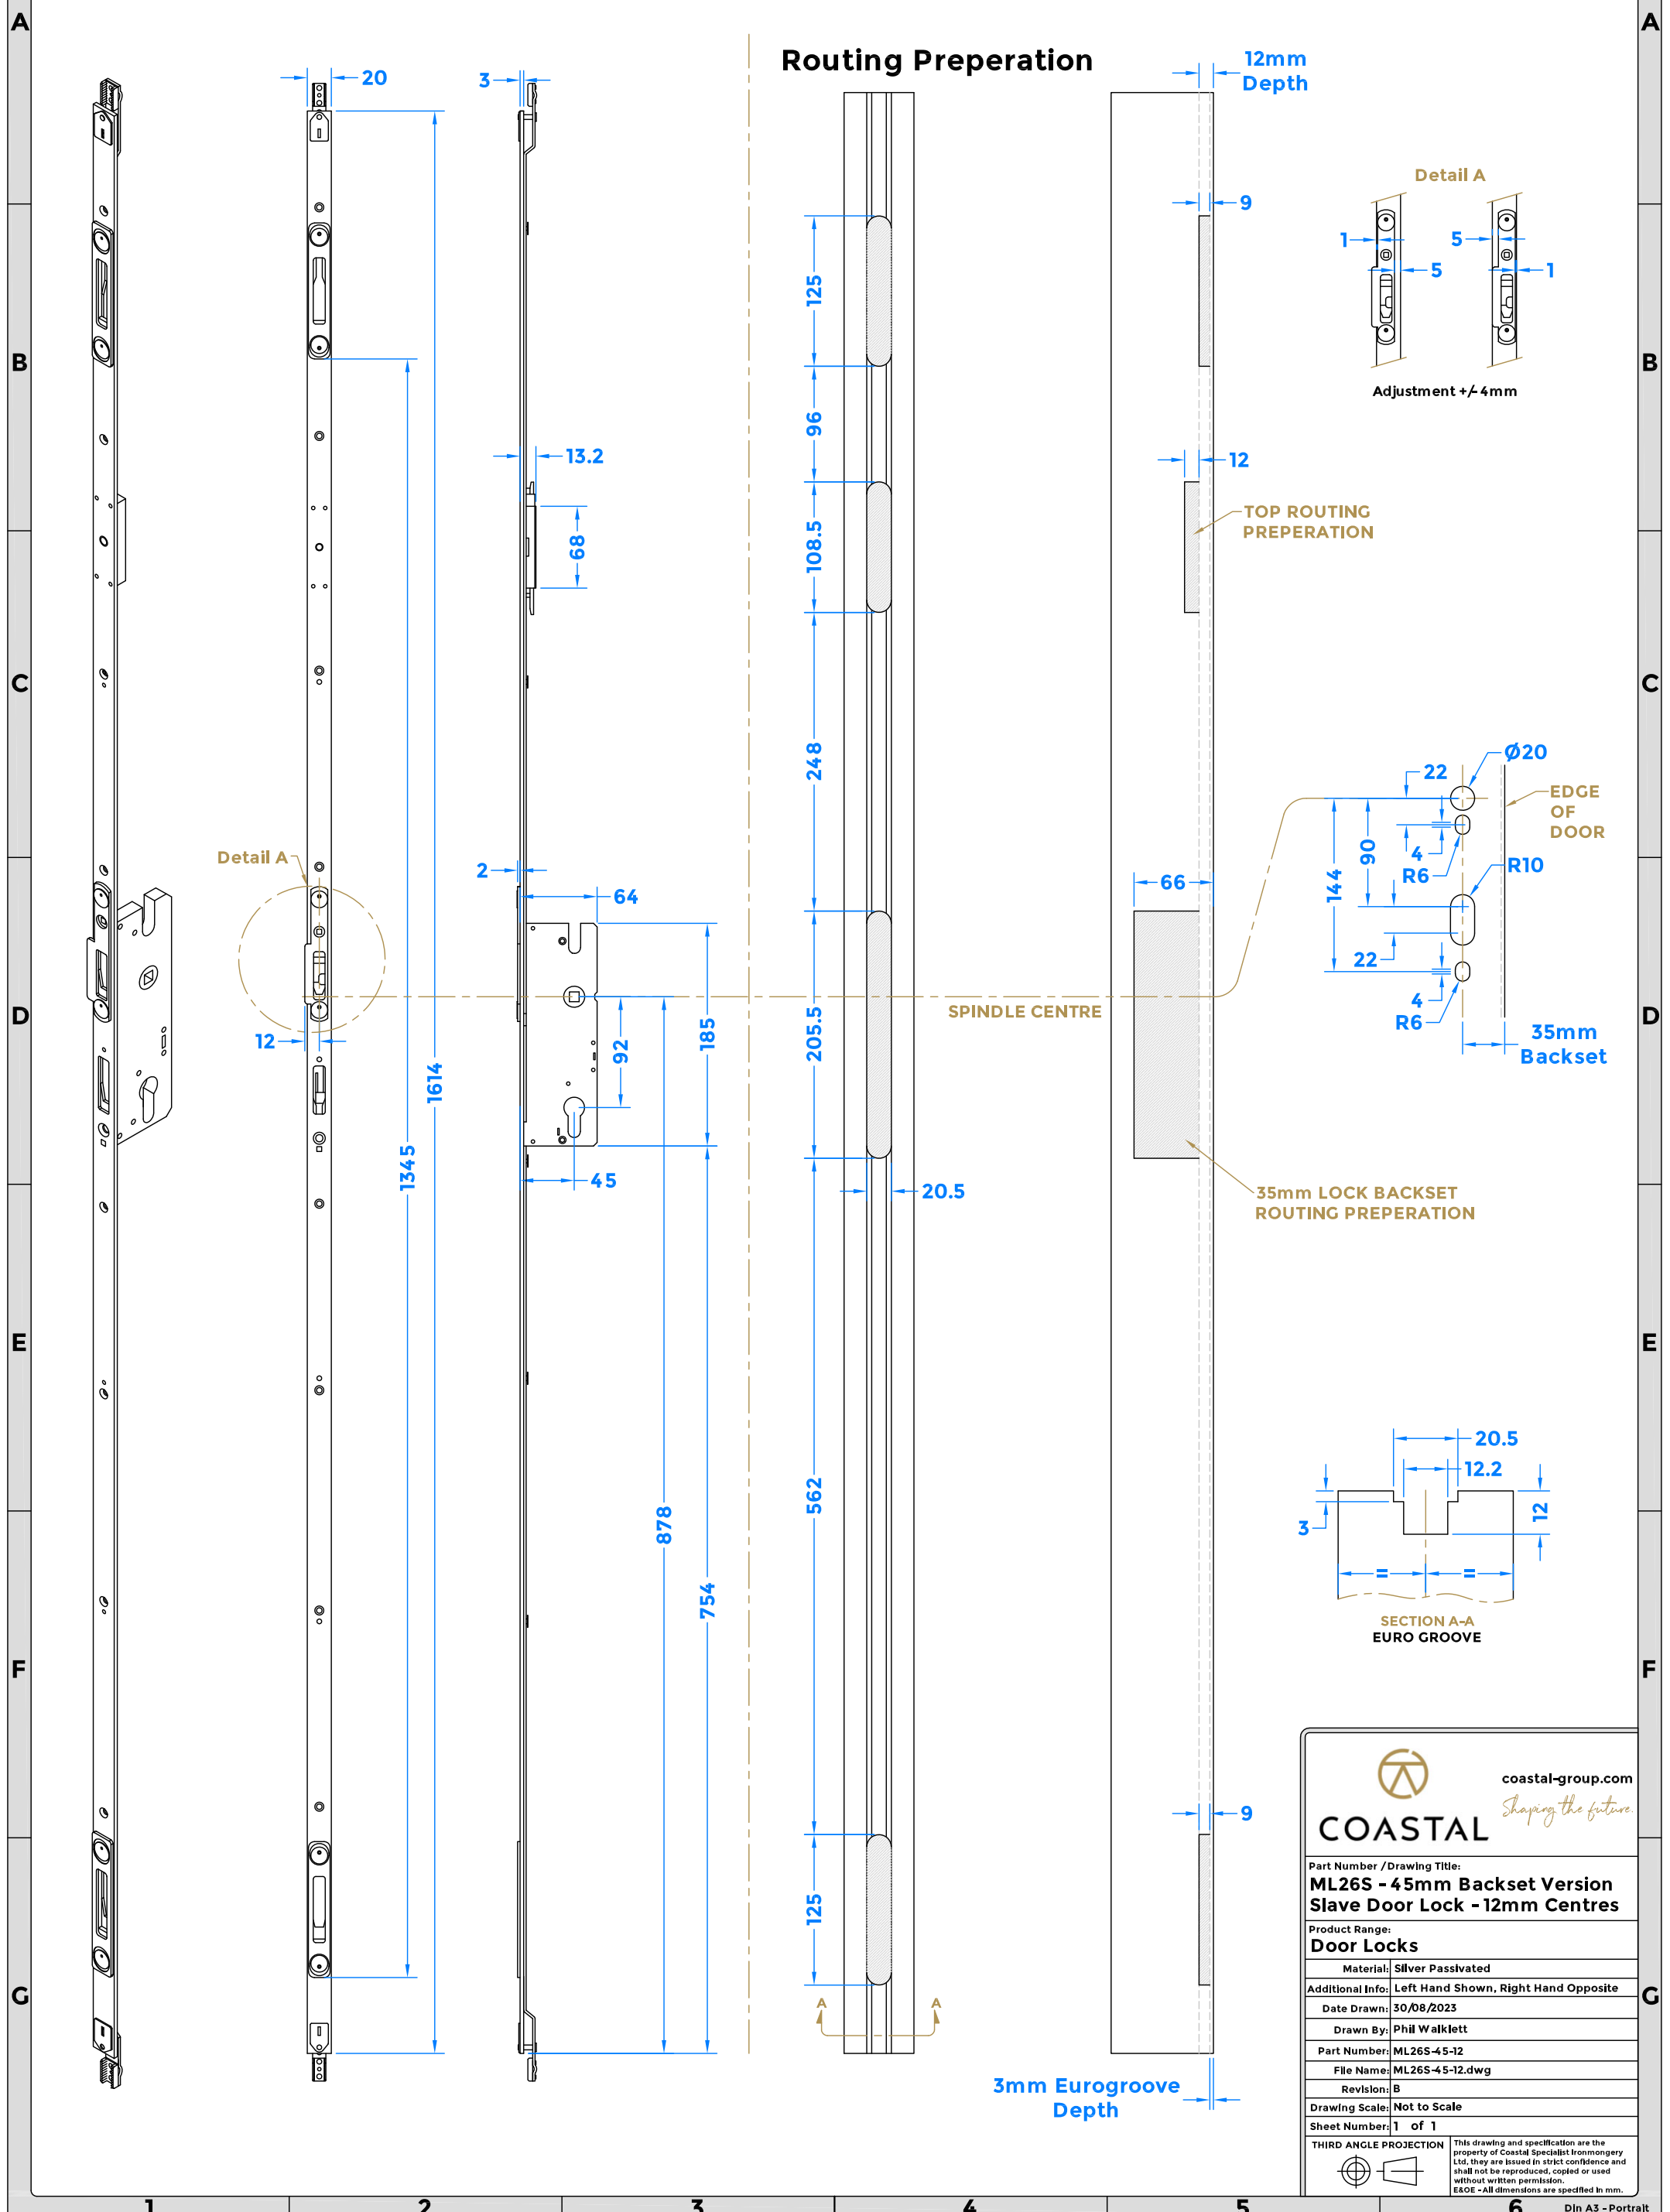 A
A
Routing Preperation
12mm
Depth
20
3
Detail A
9
1
5
5
1
125
B
B
Adjustment +/-4mm
96
13.2
12
TOP ROUTING
PREPERATION
68
108.5
C
C
248
22
Ø20
EDGE
OF
DOOR
Detail A
2
64
66
90
4
R6
R10
144
22
4
R6
35mm
Backset
D
D
SPINDLE CENTRE
12
185
92
205.5
1614
1345
45
20.5
35mm LOCK BACKSET
ROUTING PREPERATION
E
E
20.5
12.2
3
12
=
=
SECTION A-A
EURO GROOVE
562
878
754
F
F
9
125
G
G
A
A
3mm Eurogroove
Depth
coastal-group.com
Shaping the future.
COASTAL
Part Number / Drawing Title:
ML26S - 45mm Backset Version
Slave Door Lock - 12mm Centres
Product Range:
Door Locks
Material: Silver Passivated
Additional Info: Left Hand Shown, Right Hand Opposite
Date Drawn: 30/08/2023
Drawn By: Phil Walklett
Part Number: ML26S-45-12
File Name: ML26S-45-12.dwg
Revision: B
Drawing Scale: Not to Scale
Sheet Number: 1 of 1
THIRD ANGLE PROJECTION
This drawing and specification are the
property of Coastal Specialist Ironmongery
Ltd, they are issued in strict confidence and
shall not be reproduced, copied or used
without written permission.
E&OE - All dimensions are specified in mm.
1
2
3
4
5
6
Din A3 - Portrait